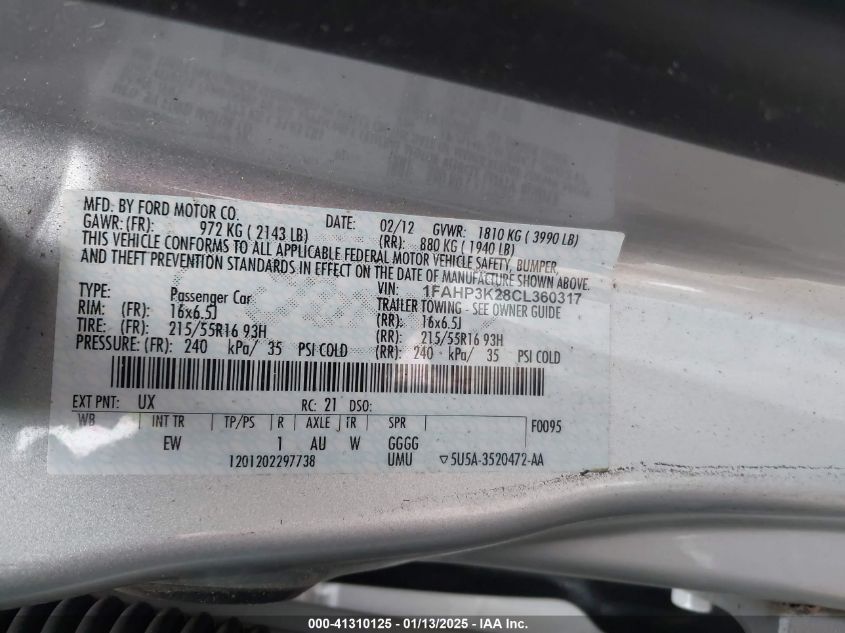 MFD. BY FORD MOTOR CO.
DATE: 02/12 GVWR: 1810 KG ( 3990 LB)
GAWR: (FR): 972 KG ( 2143 LB) (RR): 880 KG ( 1940 LB)
THIS VEHICLE CONFORMS TO ALL APPLICABLE FEDERAL MOTOR VEHICLE SAFETY, BUMPER,
AND THEFT PREVENTION STANDARDS IN EFFECT ON THE DATE OF MANUFACTURE SHOWN ABOVE.
VIN: 1FAHP3K28CL360317
TYPE: Passenger Car TRAILER TOWING - SEE OWNER GUIDE
RIM: (FR): 16x6.5J (RR): 16x6.5J
TIRE: (FR): 215/55R16 93H (RR): 215/55R16 93H
PRESSURE: (FR): 240 kPa/ 35 PSI COLD (RR): 240 kPa/ 35 PSI COLD
EXT PNT: UX RC: 21 DSO:
WB INT TR TP/PS R AXLE TR SPR F0095
EW 1 AU W GGGG
1201202297738 UMU ▽5U5A-3520472-AA
000-41310125 - 01/13/2025 - IAA Inc.